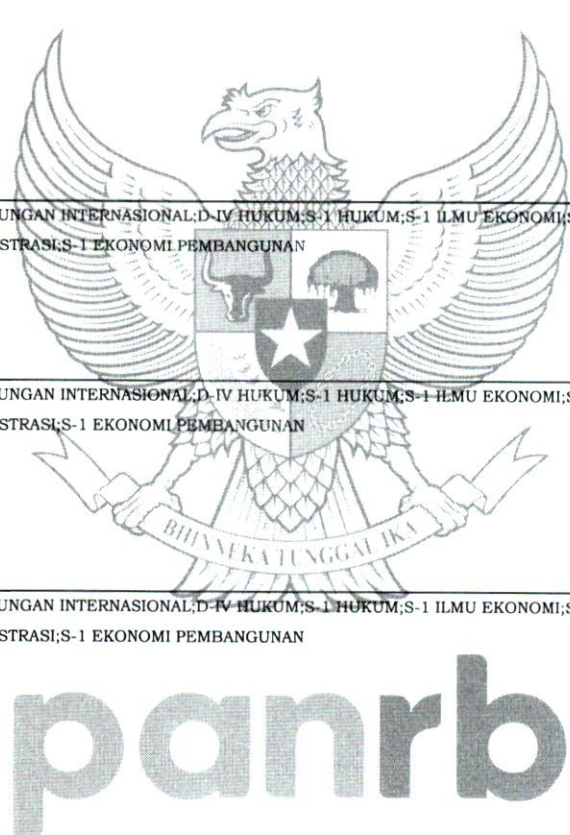 UNGAN INTERNASIONAL;D-IV HUKUM;S-1 HUKUM;S-1 ILMU EKONOMI;S
STRASI;S-1 EKONOMI PEMBANGUNAN
UNGAN INTERNASIONAL;D-IV HUKUM;S-1 HUKUM;S-1 ILMU EKONOMI;S
STRASI;S-1 EKONOMI PEMBANGUNAN
BHINNEKA TUNGGAL IKA
UNGAN INTERNASIONAL;D-IV HUKUM;S-1 HUKUM;S-1 ILMU EKONOMI;S
STRASI;S-1 EKONOMI PEMBANGUNAN
panrb